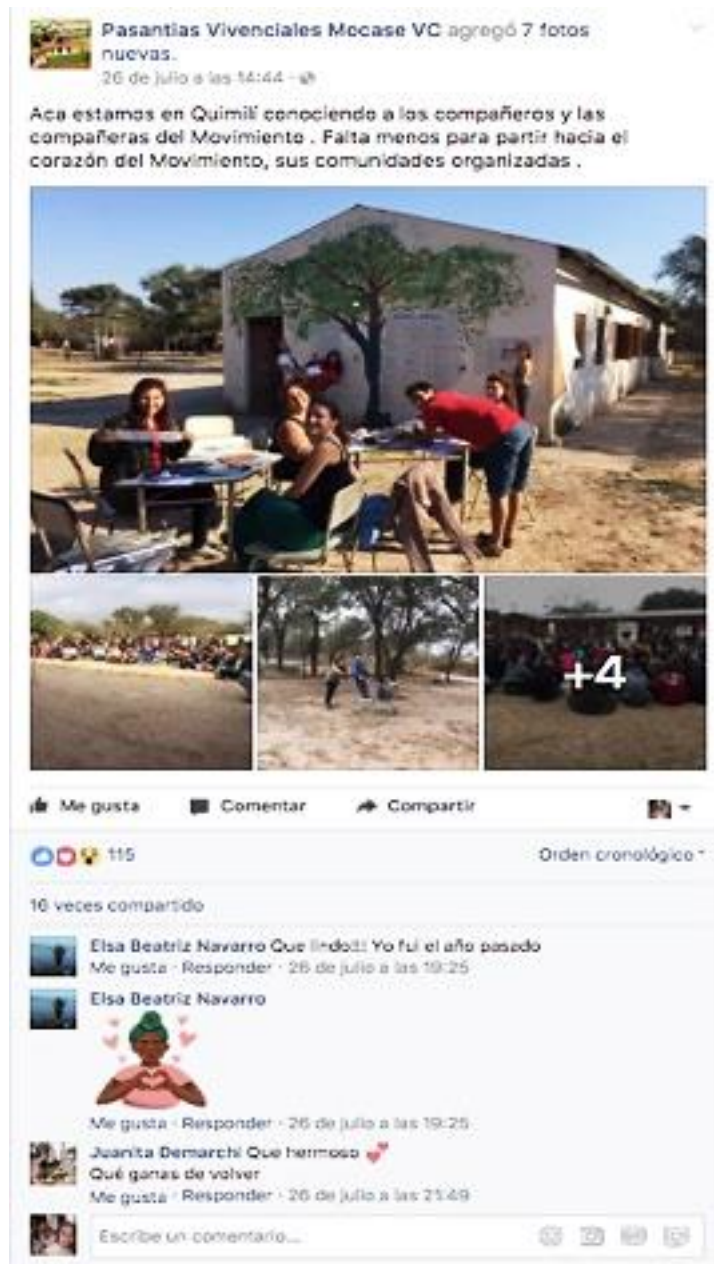 Pasantias Vivenciales Mocase VC agregó 7 fotos
nuevas.
26 de julio a las 14:44 ·
Aca estamos en Quimilí conociendo a los compañeros y las
compañeras del Movimiento . Falta menos para partir hacia el
corazón del Movimiento, sus comunidades organizadas .
+4
Me gusta Comentar Compartir
115 Orden cronológico
16 veces compartido
Elsa Beatriz Navarro Que lindo!!! Yo fui el año pasado
Me gusta · Responder · 26 de julio a las 19:25
Elsa Beatriz Navarro
Me gusta · Responder · 26 de julio a las 19:25
Juanita Demarchi Que hermoso 💕
Qué ganas de volver
Me gusta · Responder · 26 de julio a las 21:49
Escribe un comentario...